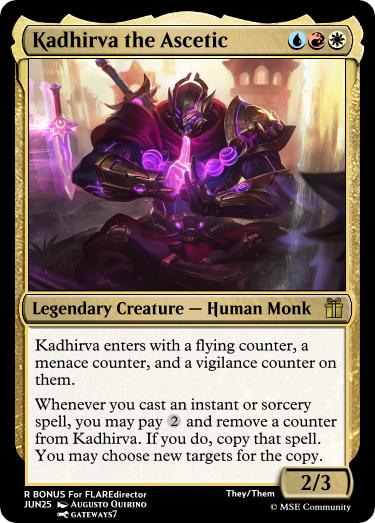 Kadhirva the Ascetic
Legendary Creature — Human Monk
Kadhirva enters with a flying counter, a
menace counter, and a vigilance counter on
them.
Whenever you cast an instant or sorcery
spell, you may pay 2 and remove a counter
from Kadhirva. If you do, copy that spell.
You may choose new targets for the copy.
2/3
R BONUS For FLAREdirector
They/Them
JUN25 Augusto Quirino
GATEWAYS7
© MSE Community